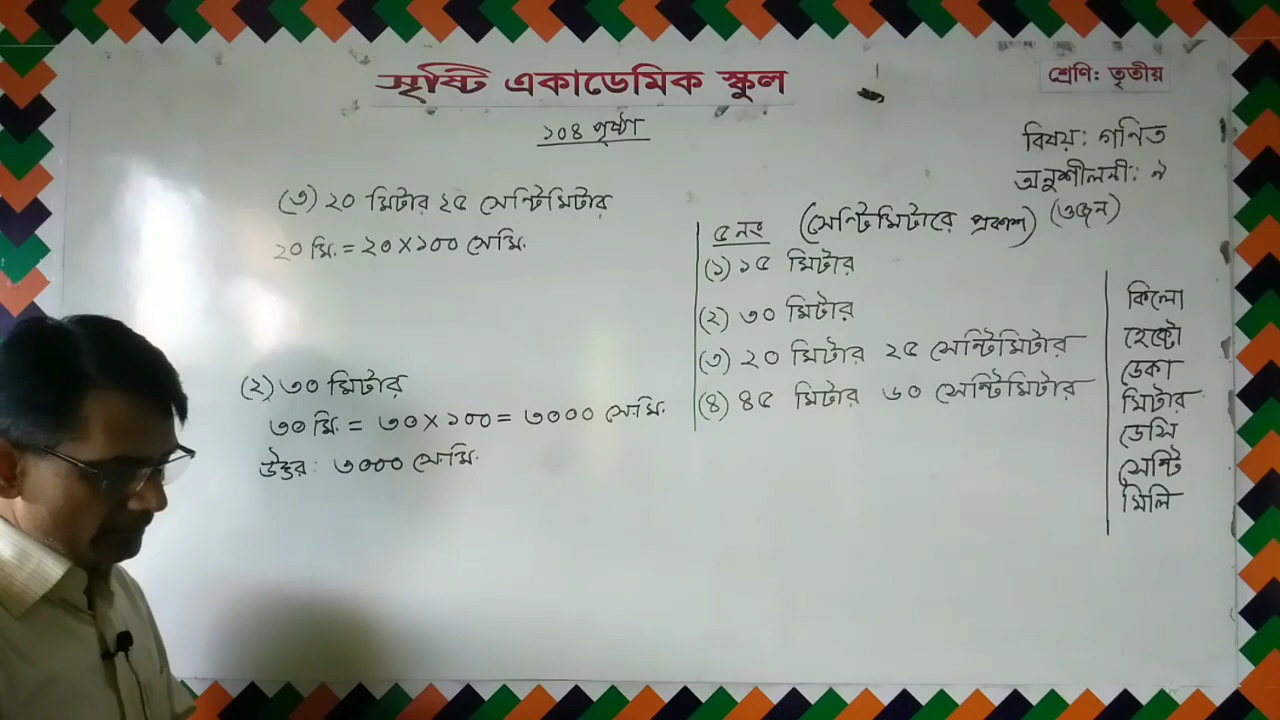 সৃষ্টি একাডেমিক স্কুল
শ্রেণি: তৃতীয়
১০৪ পৃষ্ঠা
বিষয়: গণিত
অনুশীলনী: ৯
(ওজন)
(৩) ২০ মিটার ২৫ সেন্টিমিটার
২০ মি. = ২০ X ১০০ সেমি.
(২) ৩০ মিটার
৩০ মি. = ৩০ X ১০০ = ৩০০০ সেমি.
উত্তর: ৩০০০ সেমি.
৫ নং (সেন্টিমিটারে প্রকাশ)
(১) ১৫ মিটার
(২) ৩০ মিটার
(৩) ২০ মিটার ২৫ সেন্টিমিটার
(৪) ৪৫ মিটার ৬০ সেন্টিমিটার
কিলো
হেক্টো
ডেকা
মিটার
ডেসি
সেন্টি
মিলি